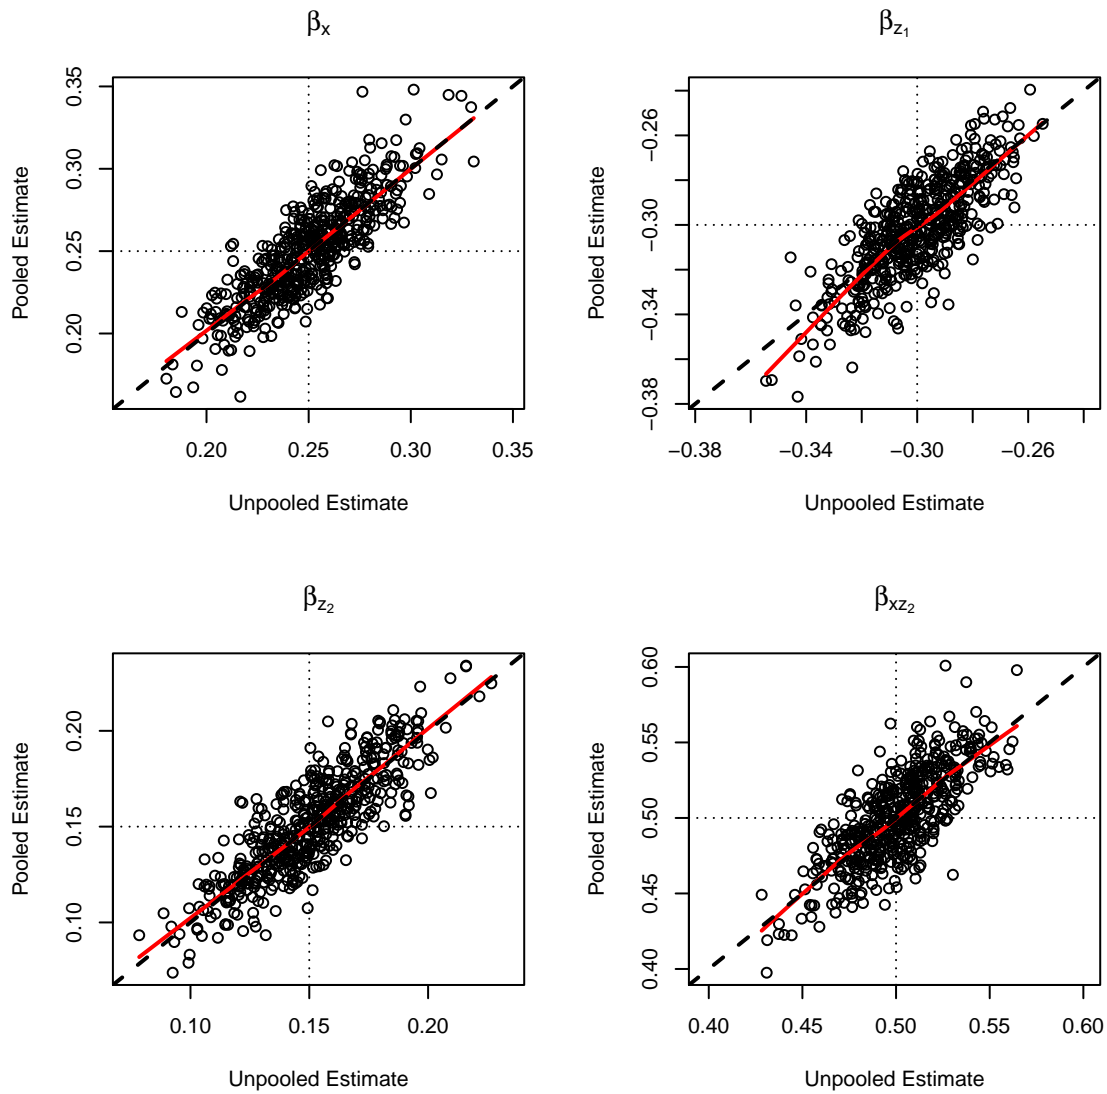 βx
0.35
0.30
0.25
0.20
Pooled Estimate
0.20 0.25 0.30 0.35
Unpooled Estimate
βz1
−0.26
−0.30
−0.34
−0.38
Pooled Estimate
−0.38 −0.34 −0.30 −0.26
Unpooled Estimate
βz2
0.20
0.15
0.10
Pooled Estimate
0.10 0.15 0.20
Unpooled Estimate
βxz2
0.60
0.55
0.50
0.45
0.40
Pooled Estimate
0.40 0.45 0.50 0.55 0.60
Unpooled Estimate